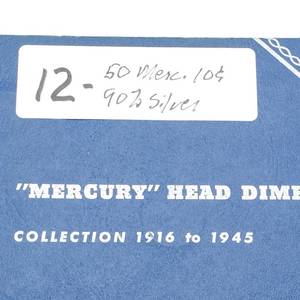 12- 50 Merc. 10¢
90% Silver
"MERCURY" HEAD DIME
COLLECTION 1916 to 1945